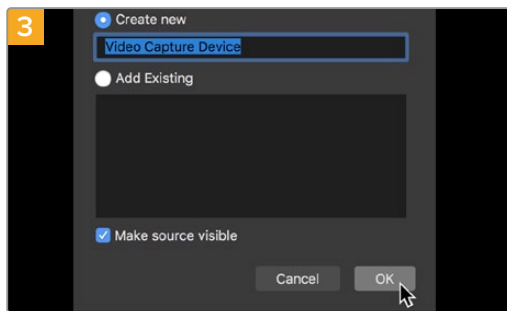 3
Create new
Video Capture Device
Add Existing
Make source visible
Cancel OK